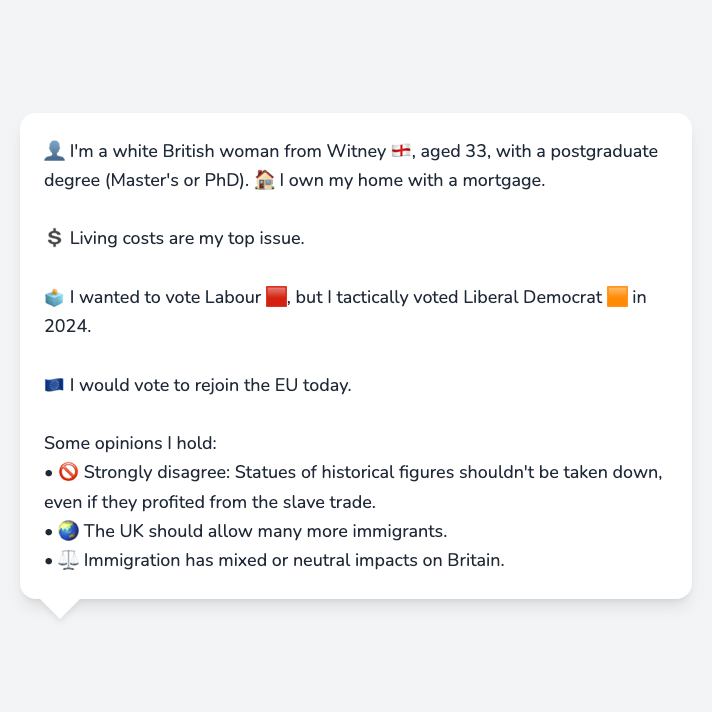 👤 I'm a white British woman from Witney 🏴󠁧󠁢󠁥󠁮󠁧󠁿, aged 33, with a postgraduate
degree (Master's or PhD). 🏠 I own my home with a mortgage.
💲 Living costs are my top issue.
🗳️ I wanted to vote Labour 🟥, but I tactically voted Liberal Democrat 🟧 in
2024.
🇪🇺 I would vote to rejoin the EU today.
Some opinions I hold:
• 🚫 Strongly disagree: Statues of historical figures shouldn't be taken down,
even if they profited from the slave trade.
• 🌏 The UK should allow many more immigrants.
• ⚖️ Immigration has mixed or neutral impacts on Britain.